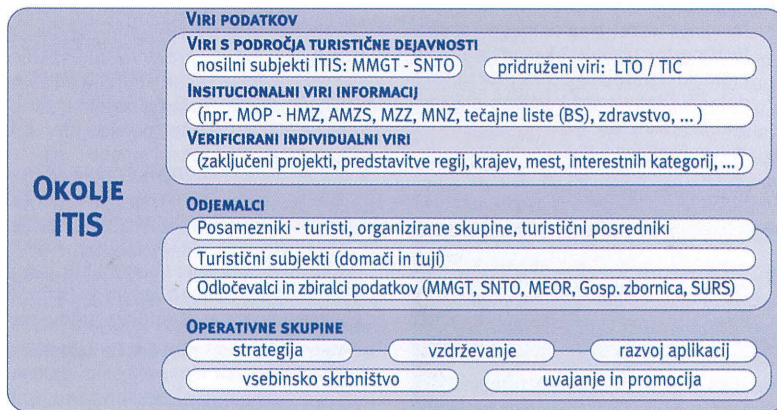 VIRI PODATKOV
VIRI S PODROČJA TURISTIČNE DEJAVNOSTI
nosilni subjekti ITIS: MMGT - SNTO pridruženi viri: LTO / TIC
INSITUCIONALNI VIRI INFORMACIJ
(npr. MOP - HMZ, AMZS, MZZ, MNZ, tečajne liste (BS), zdravstvo, ... )
VERIFICIRANI INDIVIDUALNI VIRI
(zaključeni projekti, predstavitve regij, krajev, mest, interestnih kategorij, ... )
OKOLJE
ITIS
ODJEMALCI
Posamezniki - turisti, organizirane skupine, turistični posredniki
Turistični subjekti (domači in tuji)
Odločevalci in zbiralci podatkov (MMGT, SNTO, MEOR, Gosp. zbornica, SURS)
OPERATIVNE SKUPINE
strategija vzdrževanje razvoj aplikacij
vsebinsko skrbništvo uvajanje in promocija